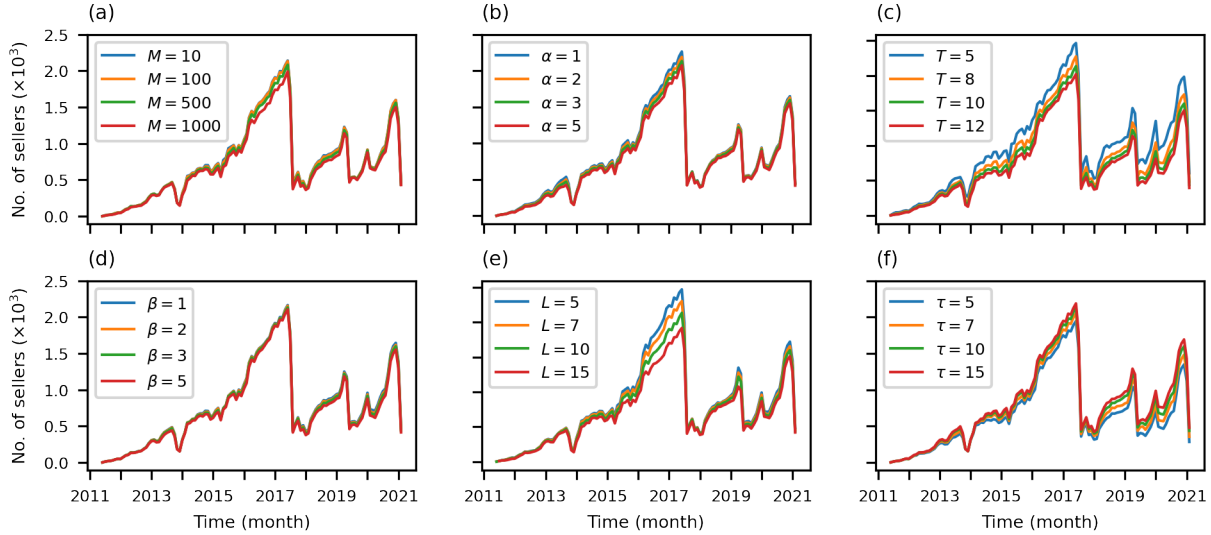 (a)
(b)
(c)
No. of sellers (×10³)
2.5
2.0
1.5
1.0
0.5
0.0
M = 10
M = 100
M = 500
M = 1000
α = 1
α = 2
α = 3
α = 5
T = 5
T = 8
T = 10
T = 12
(d)
(e)
(f)
No. of sellers (×10³)
2.5
2.0
1.5
1.0
0.5
0.0
β = 1
β = 2
β = 3
β = 5
L = 5
L = 7
L = 10
L = 15
τ = 5
τ = 7
τ = 10
τ = 15
2011 2013 2015 2017 2019 2021
2011 2013 2015 2017 2019 2021
2011 2013 2015 2017 2019 2021
Time (month)
Time (month)
Time (month)